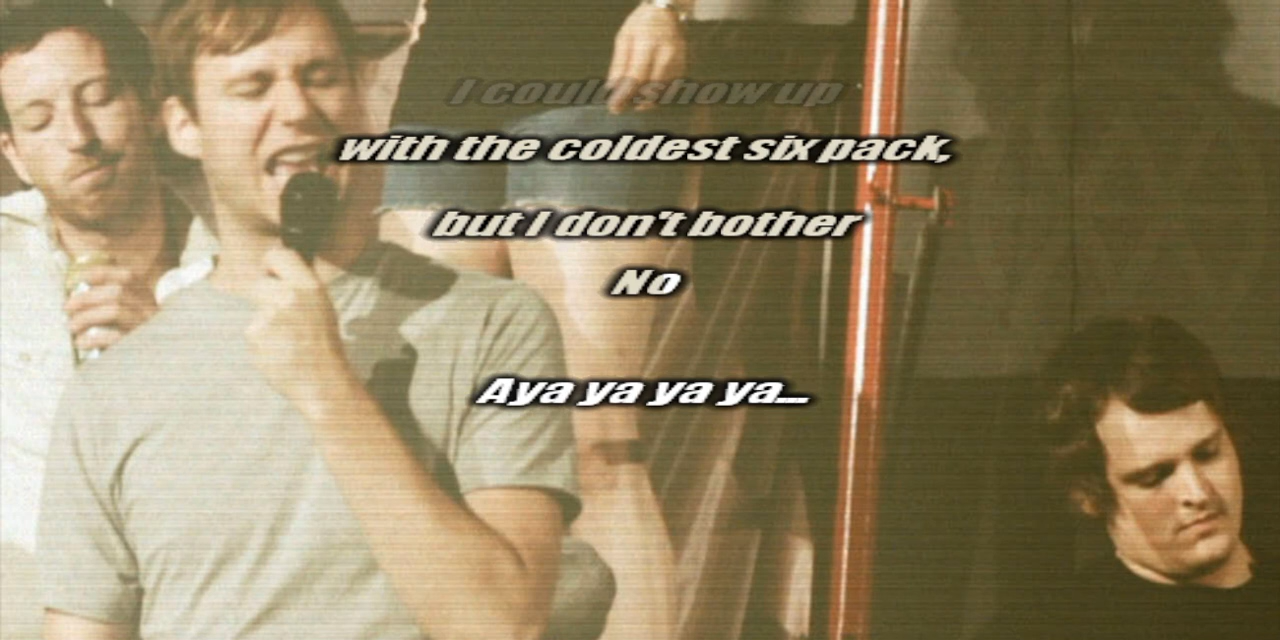 I could show up
with the coldest six pack,
but I don't bother
No
Aya ya ya ya...